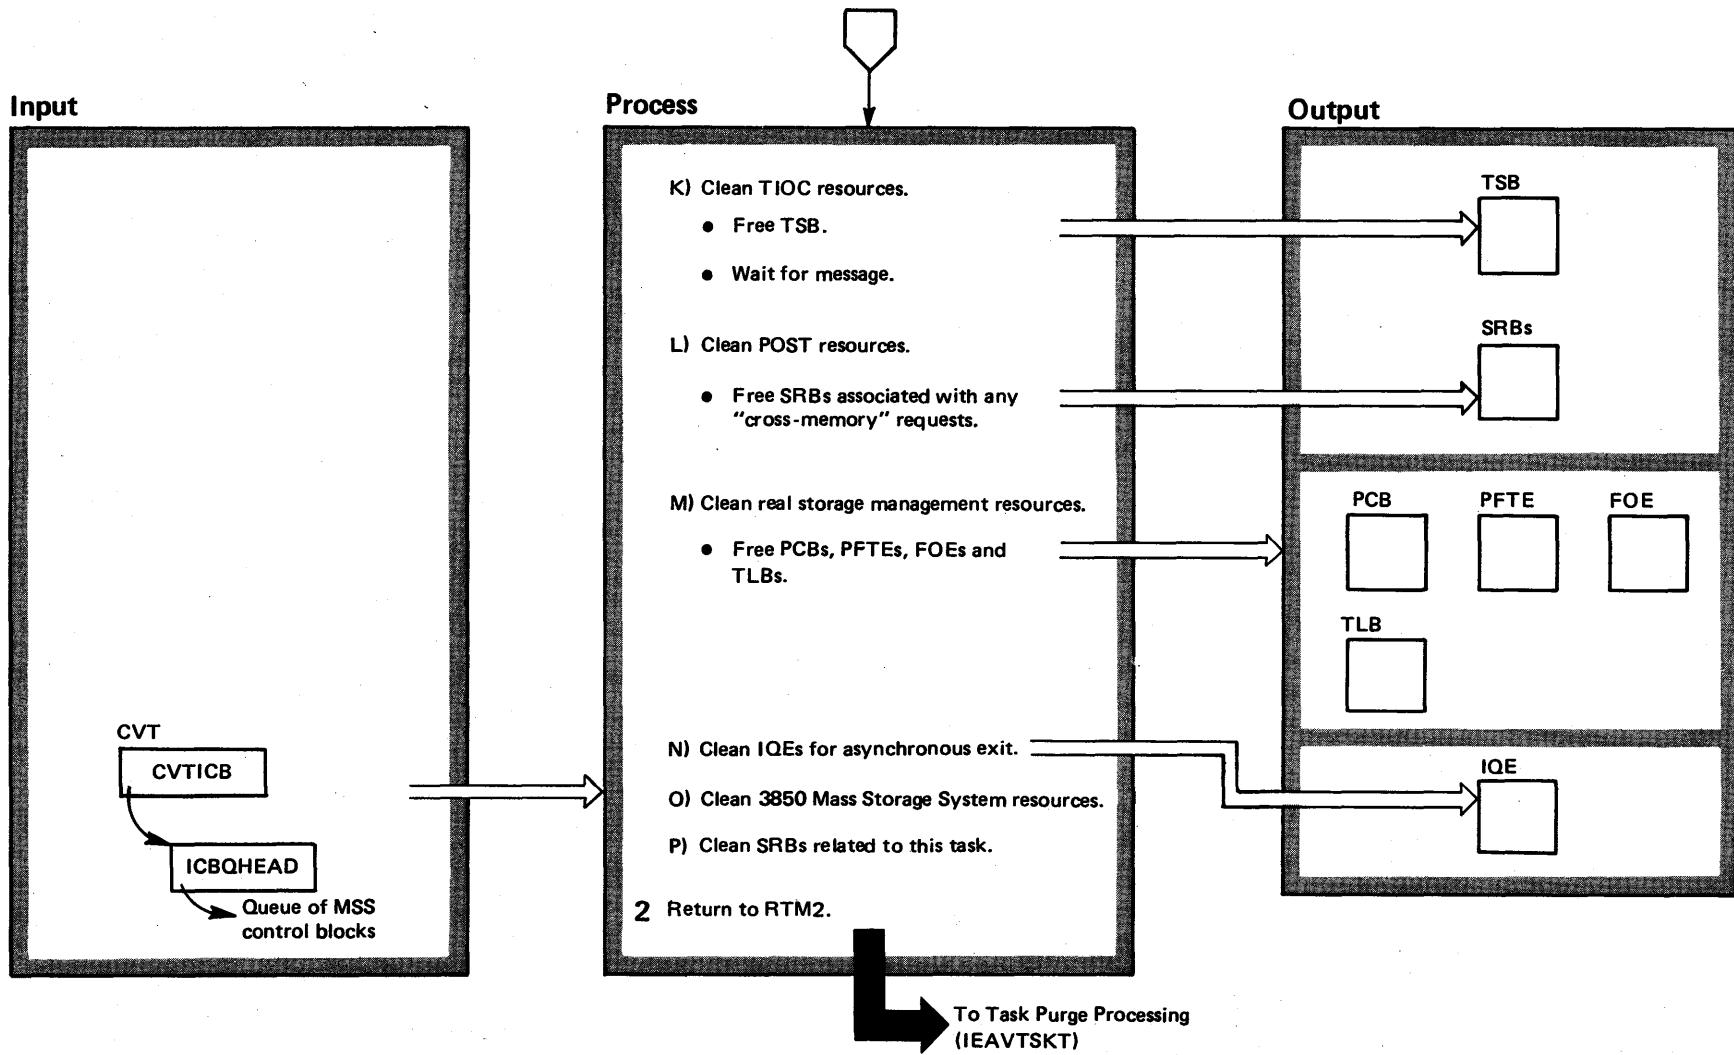 Input
CVT
CVTICB
ICBQHEAD
Queue of MSS
control blocks
Process
K) Clean TIOC resources.
● Free TSB.
● Wait for message.
L) Clean POST resources.
● Free SRBs associated with any
"cross-memory" requests.
M) Clean real storage management resources.
● Free PCBs, PFTEs, FOEs and
TLBs.
N) Clean IQEs for asynchronous exit.
O) Clean 3850 Mass Storage System resources.
P) Clean SRBs related to this task.
2 Return to RTM2.
To Task Purge Processing
(IEAVTSKT)
Output
TSB
SRBs
PCB PFTE FOE
TLB
IQE